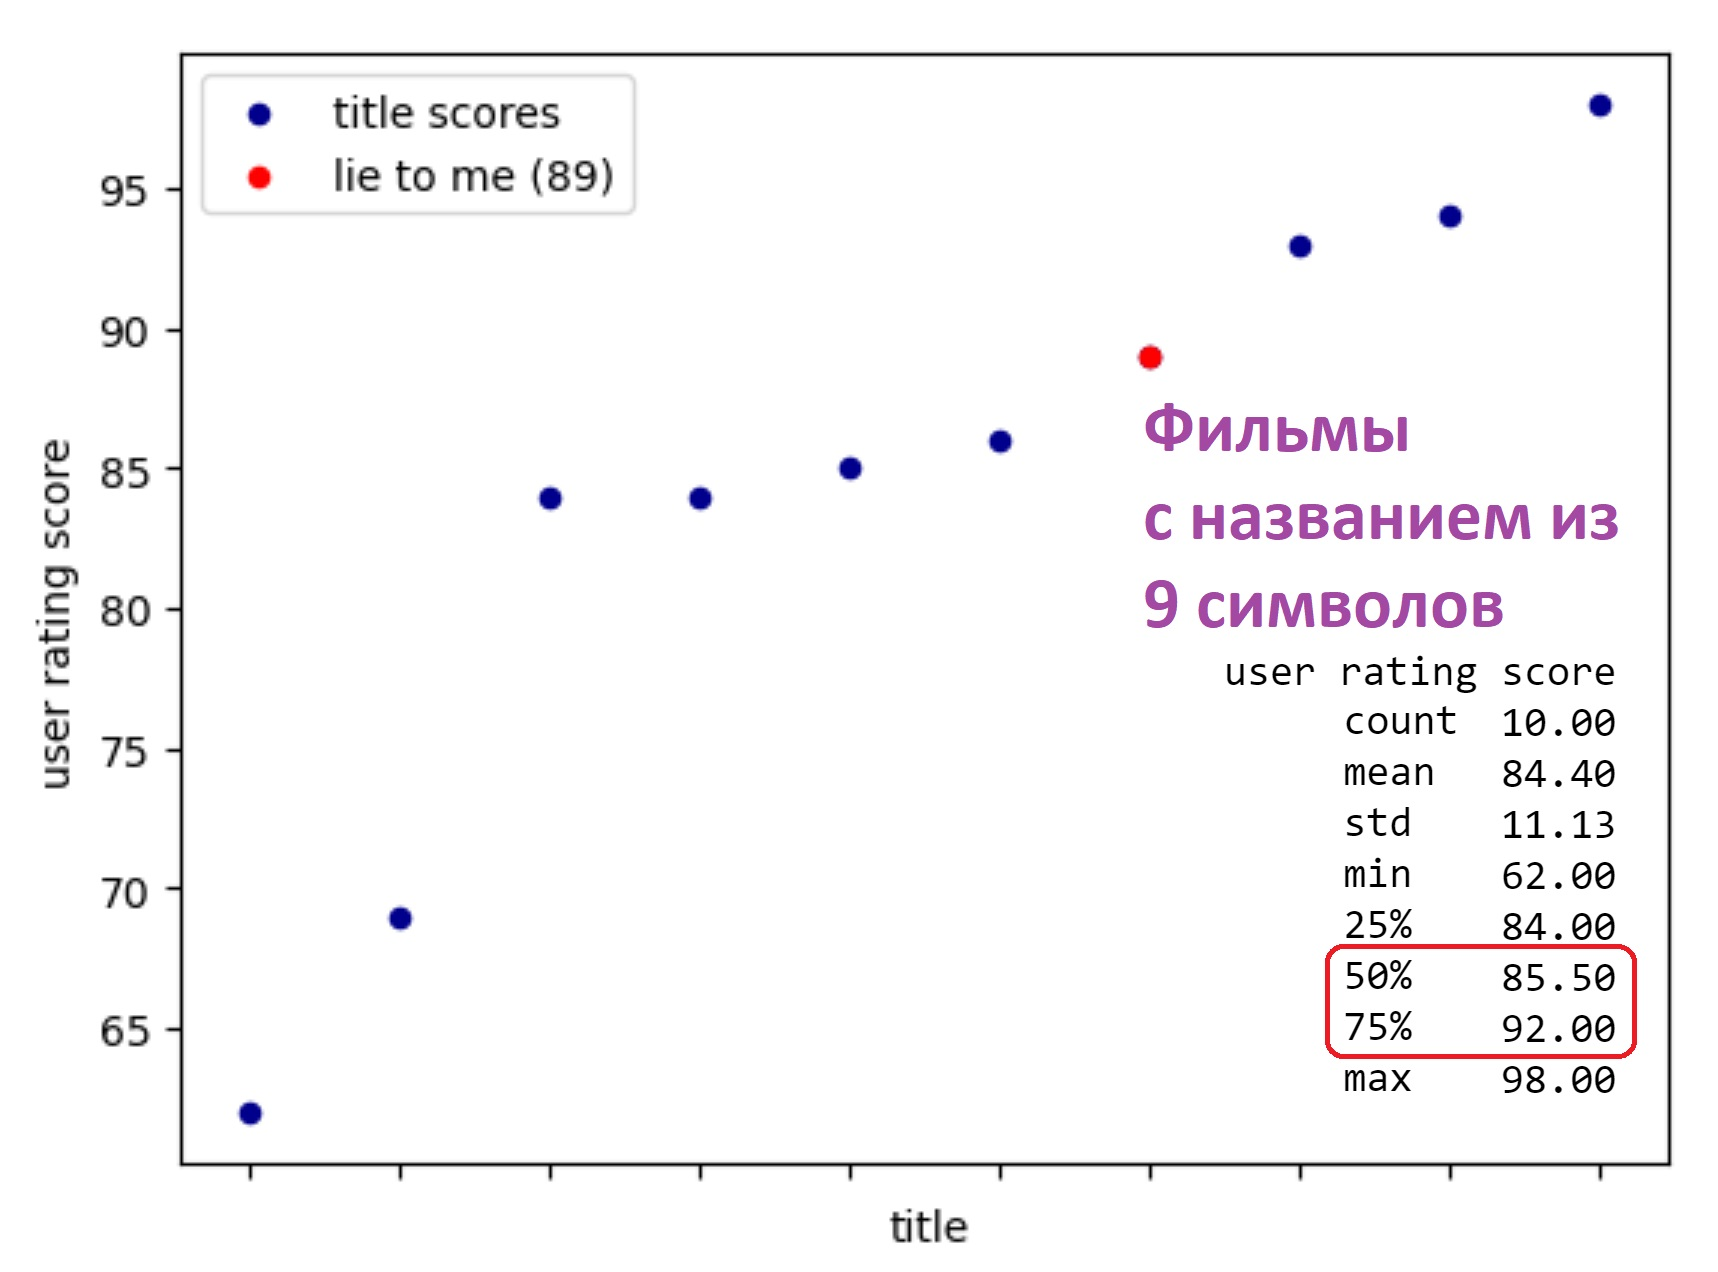 title scores
lie to me (89)
95
90
85
80
75
70
65
user rating score
title
Фильмы
с названием из
9 символов
user rating score
count 10.00
mean 84.40
std 11.13
min 62.00
25% 84.00
50% 85.50
75% 92.00
max 98.00